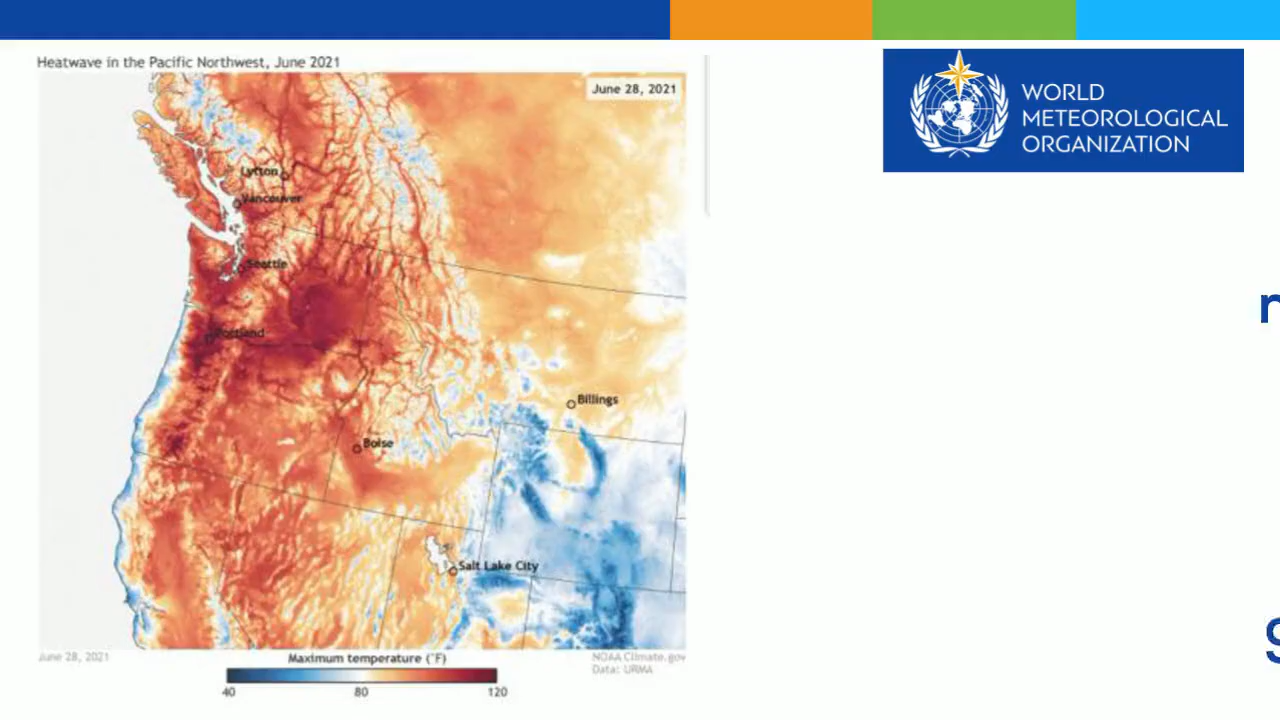 Heatwave in the Pacific Northwest, June 2021
June 28, 2021
WORLD
METEOROLOGICAL
ORGANIZATION
Lytton
Vancouver
Seattle
Portland
Billings
Boise
Salt Lake City
June 28, 2021
Maximum temperature (°F)
NOAA Climate.gov
Data: URMA
40
80
120